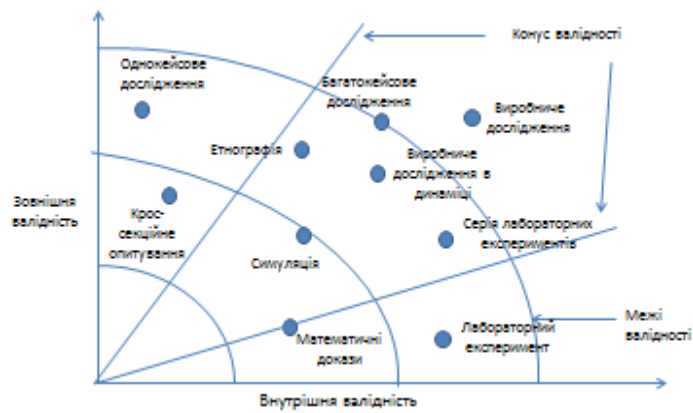 Конус валідності
Однокейсове
дослідження
Багатокейсове
дослідження
Виробниче
дослідження
Етнографія
Виробниче
дослідження в
динаміці
Зовнішня
валідність
Крос-
секційне
опитування
Серія лабораторних
експериментів
Симуляція
Математичні
докази
Лабораторний
експеримент
Межі
валідності
Внутрішня валідність